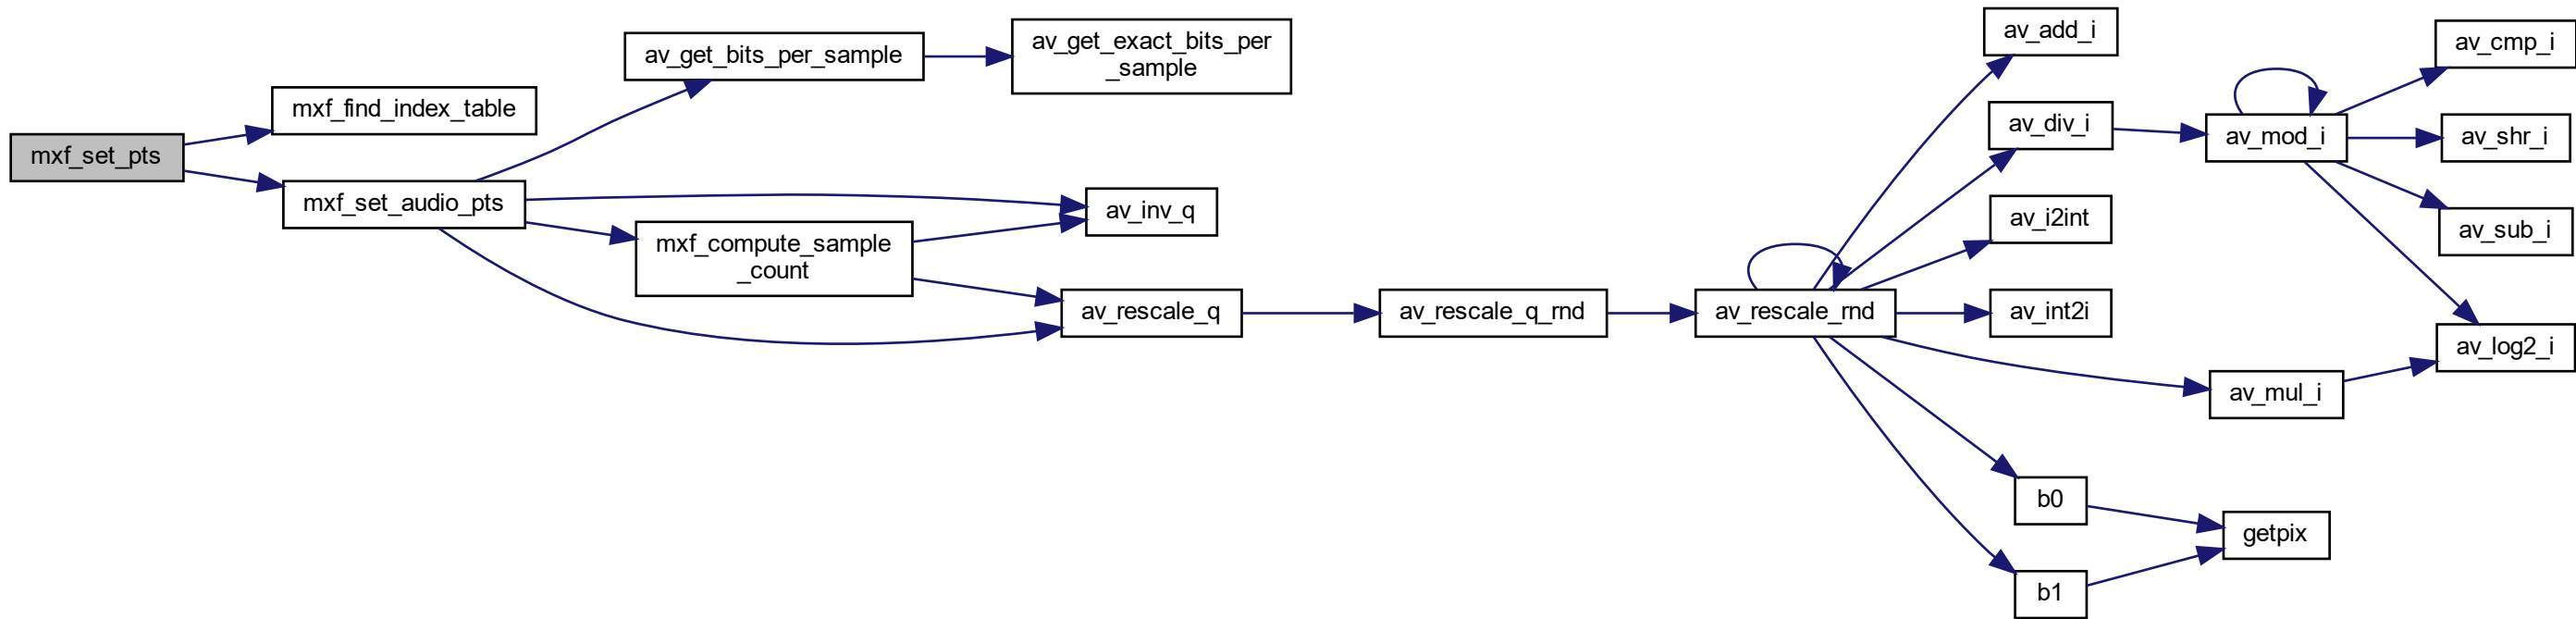 mxf_set_pts
mxf_find_index_table
mxf_set_audio_pts
av_get_bits_per_sample
av_get_exact_bits_per
_sample
mxf_compute_sample
_count
av_inv_q
av_rescale_q
av_rescale_q_rnd
av_rescale_rnd
av_add_i
av_div_i
av_i2int
av_int2i
av_mul_i
b0
b1
av_mod_i
getpix
av_cmp_i
av_shr_i
av_sub_i
av_log2_i